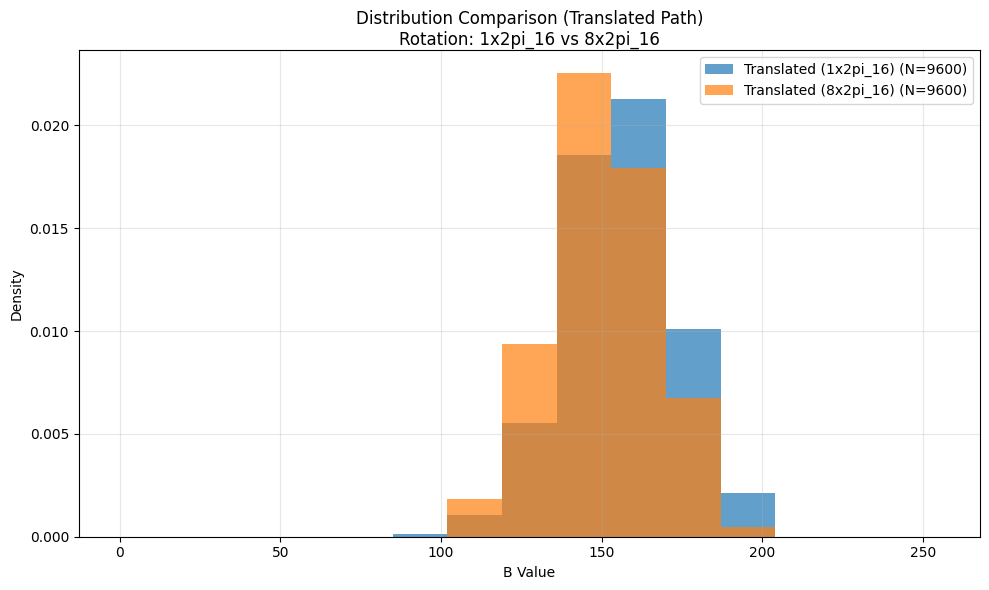 Distribution Comparison (Translated Path)
Rotation: 1x2pi_16 vs 8x2pi_16
Translated (1x2pi_16) (N=9600)
Translated (8x2pi_16) (N=9600)
Density
0.020
0.015
0.010
0.005
0.000
0 50 100 150 200 250
B Value